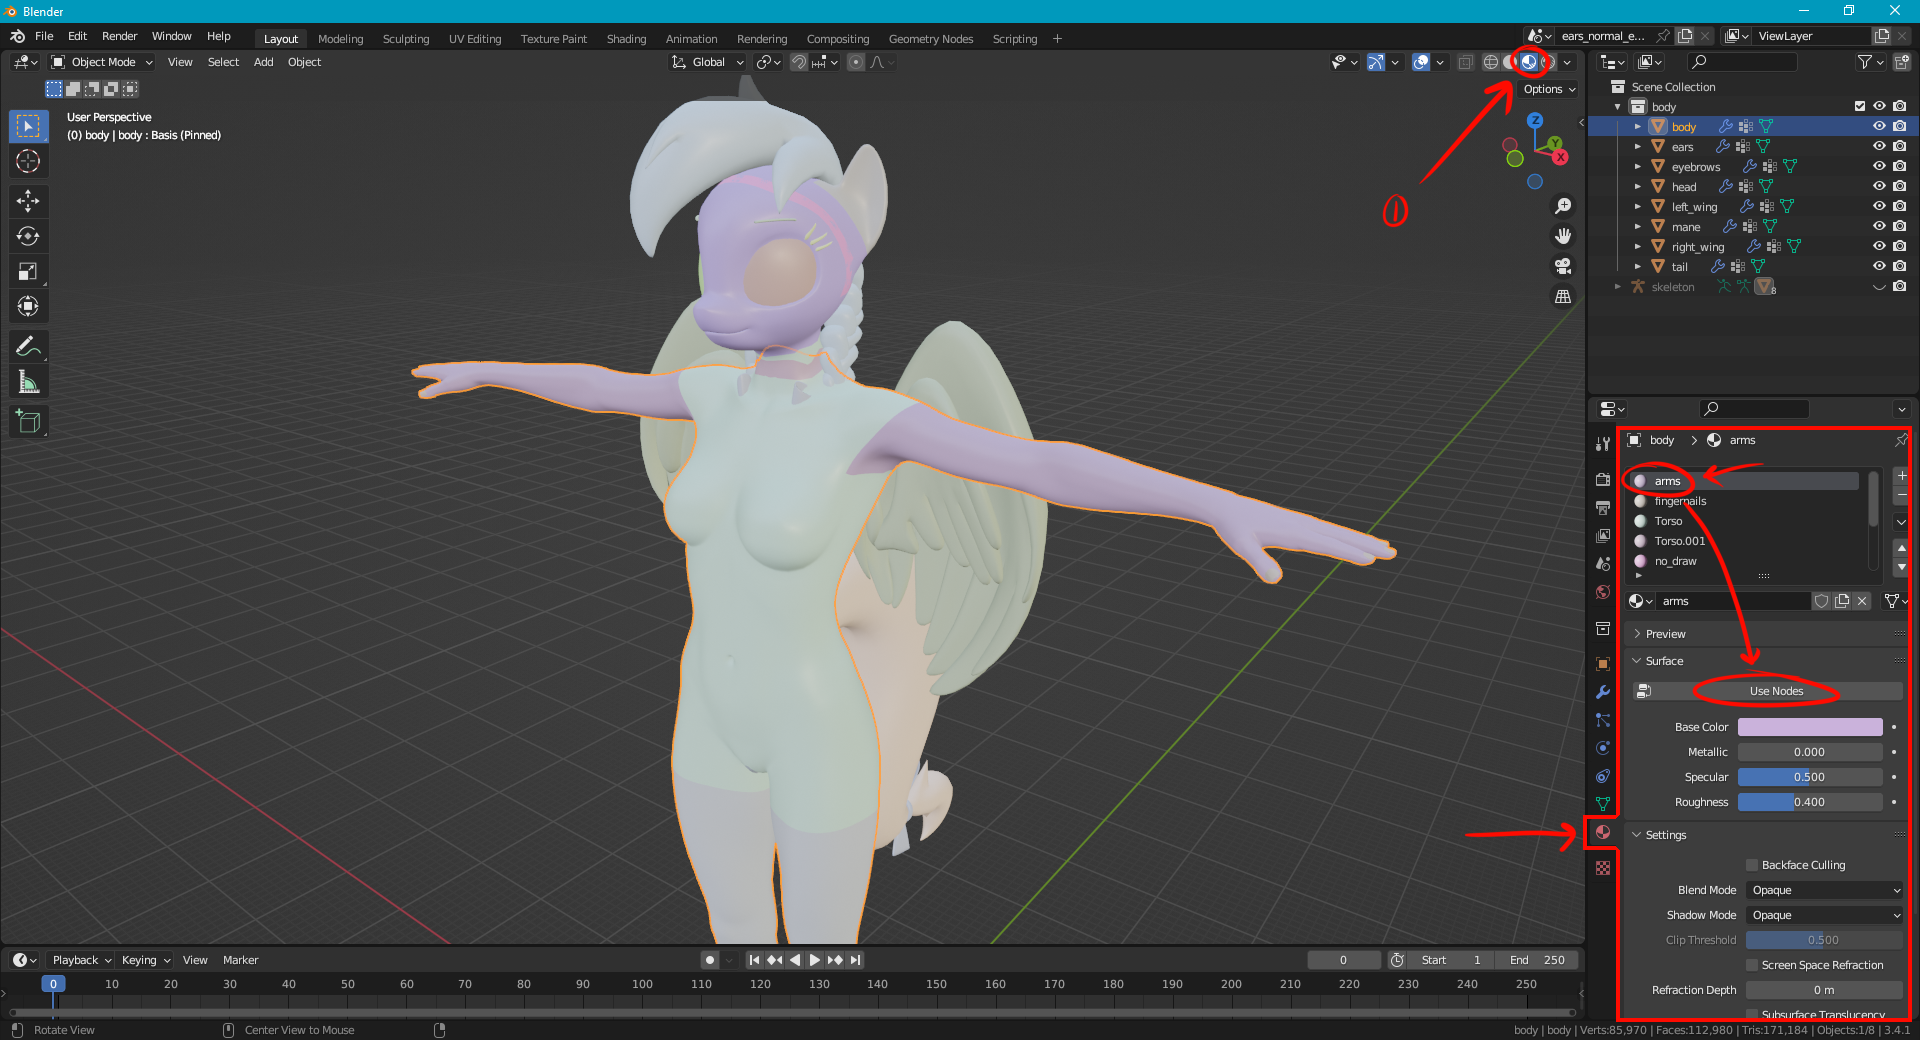 Blender
File Edit Render Window Help Layout Modeling Sculpting UV Editing Texture Paint Shading Animation Rendering Compositing Geometry Nodes Scripting + ears_normal_e... ViewLayer
Object Mode View Select Add Object Global
Options
User Perspective
(0) body | body : Basis (Pinned)
Z
Y
X
1
Scene Collection
body
body
ears
eyebrows
head
left_wing
mane
right_wing
tail
skeleton 8
body > arms
arms
fingernails
Torso
Torso.001
no_draw
arms
Preview
Surface
Use Nodes
Base Color
Metallic 0.000
Specular 0.500
Roughness 0.400
Settings
Backface Culling
Blend Mode Opaque
Shadow Mode Opaque
Clip Threshold 0.500
Screen Space Refraction
Refraction Depth 0 m
Subsurface Translucency
Playback Keying View Marker 0 Start 1 End 250
0 10 20 30 40 50 60 70 80 90 100 110 120 130 140 150 160 170 180 190 200 210 220 230 240 250
Rotate View Center View to Mouse body | body | Verts:85,970 | Faces:112,980 | Tris:171,184 | Objects:1/8 | 3.4.1